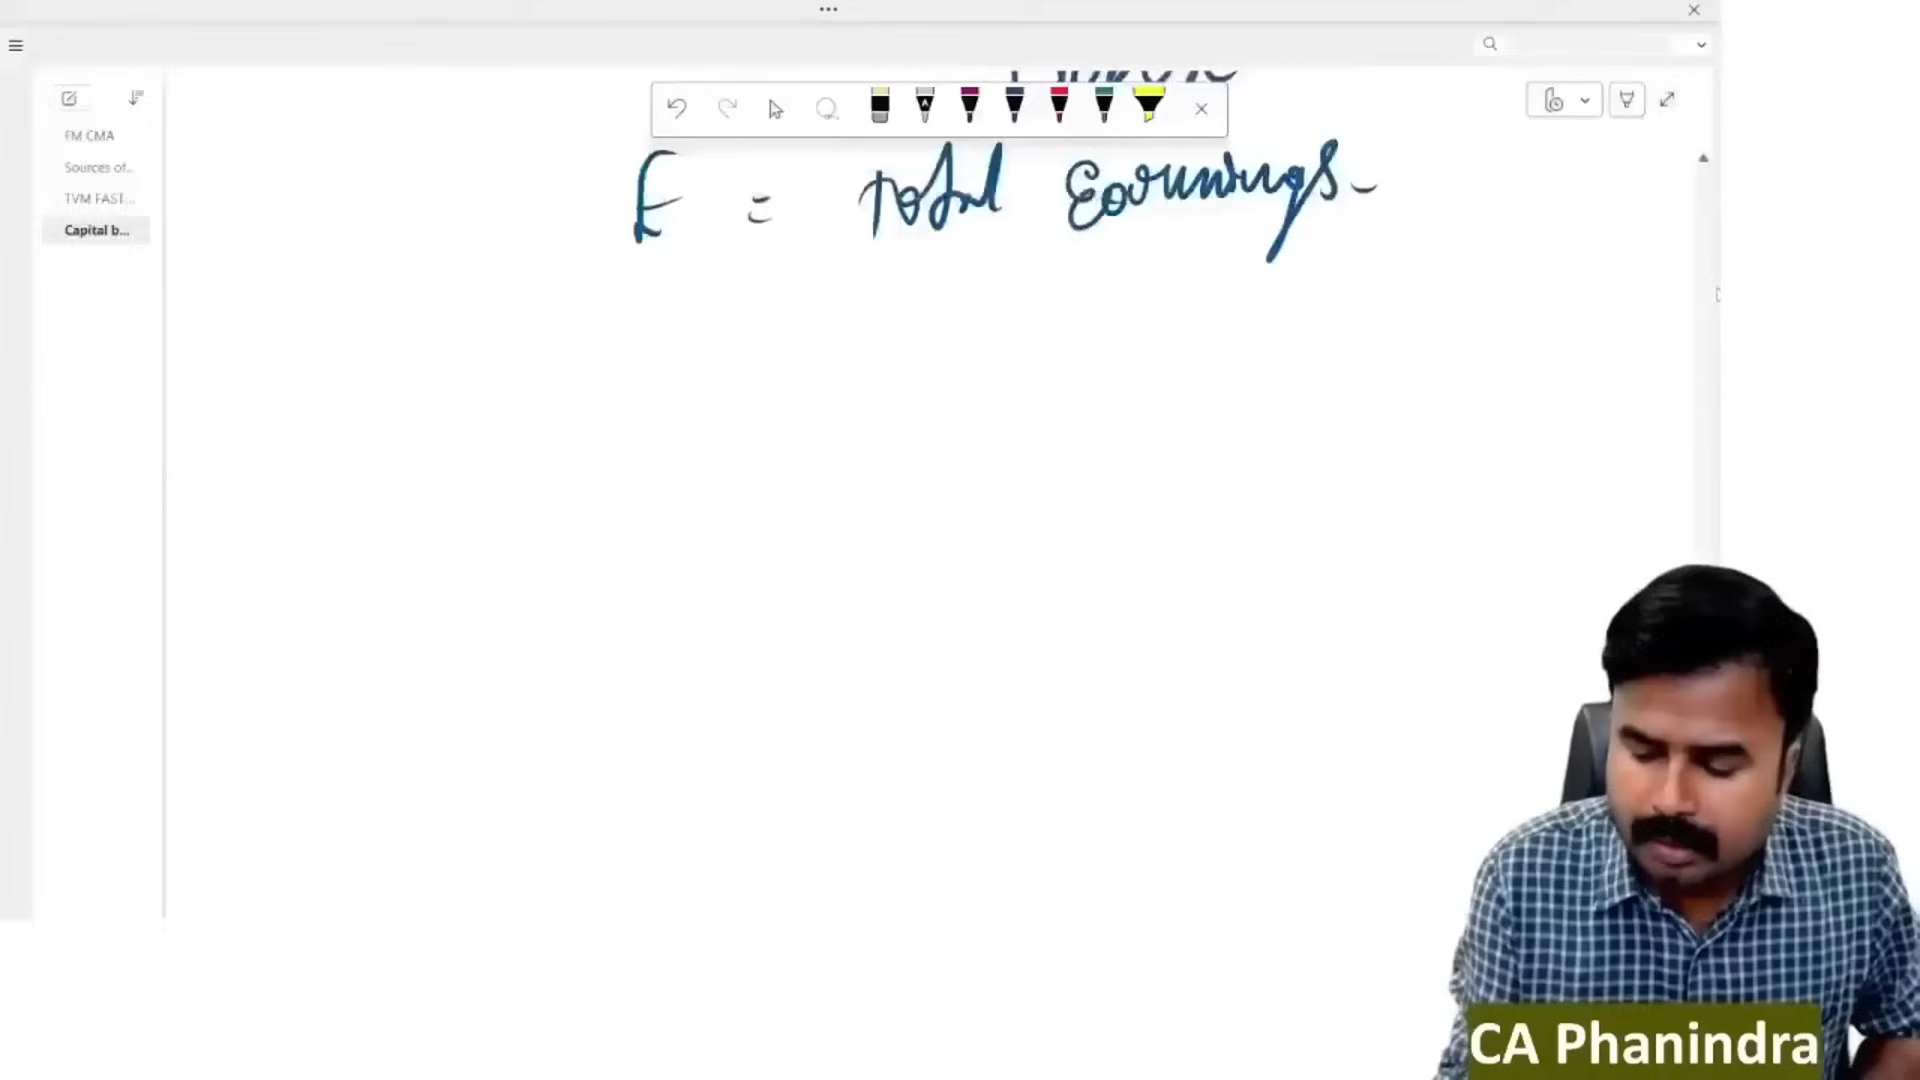 FM CMA
Sources of...
TVM FAST...
Capital b...
E = Total Earnings
CA Phanindra